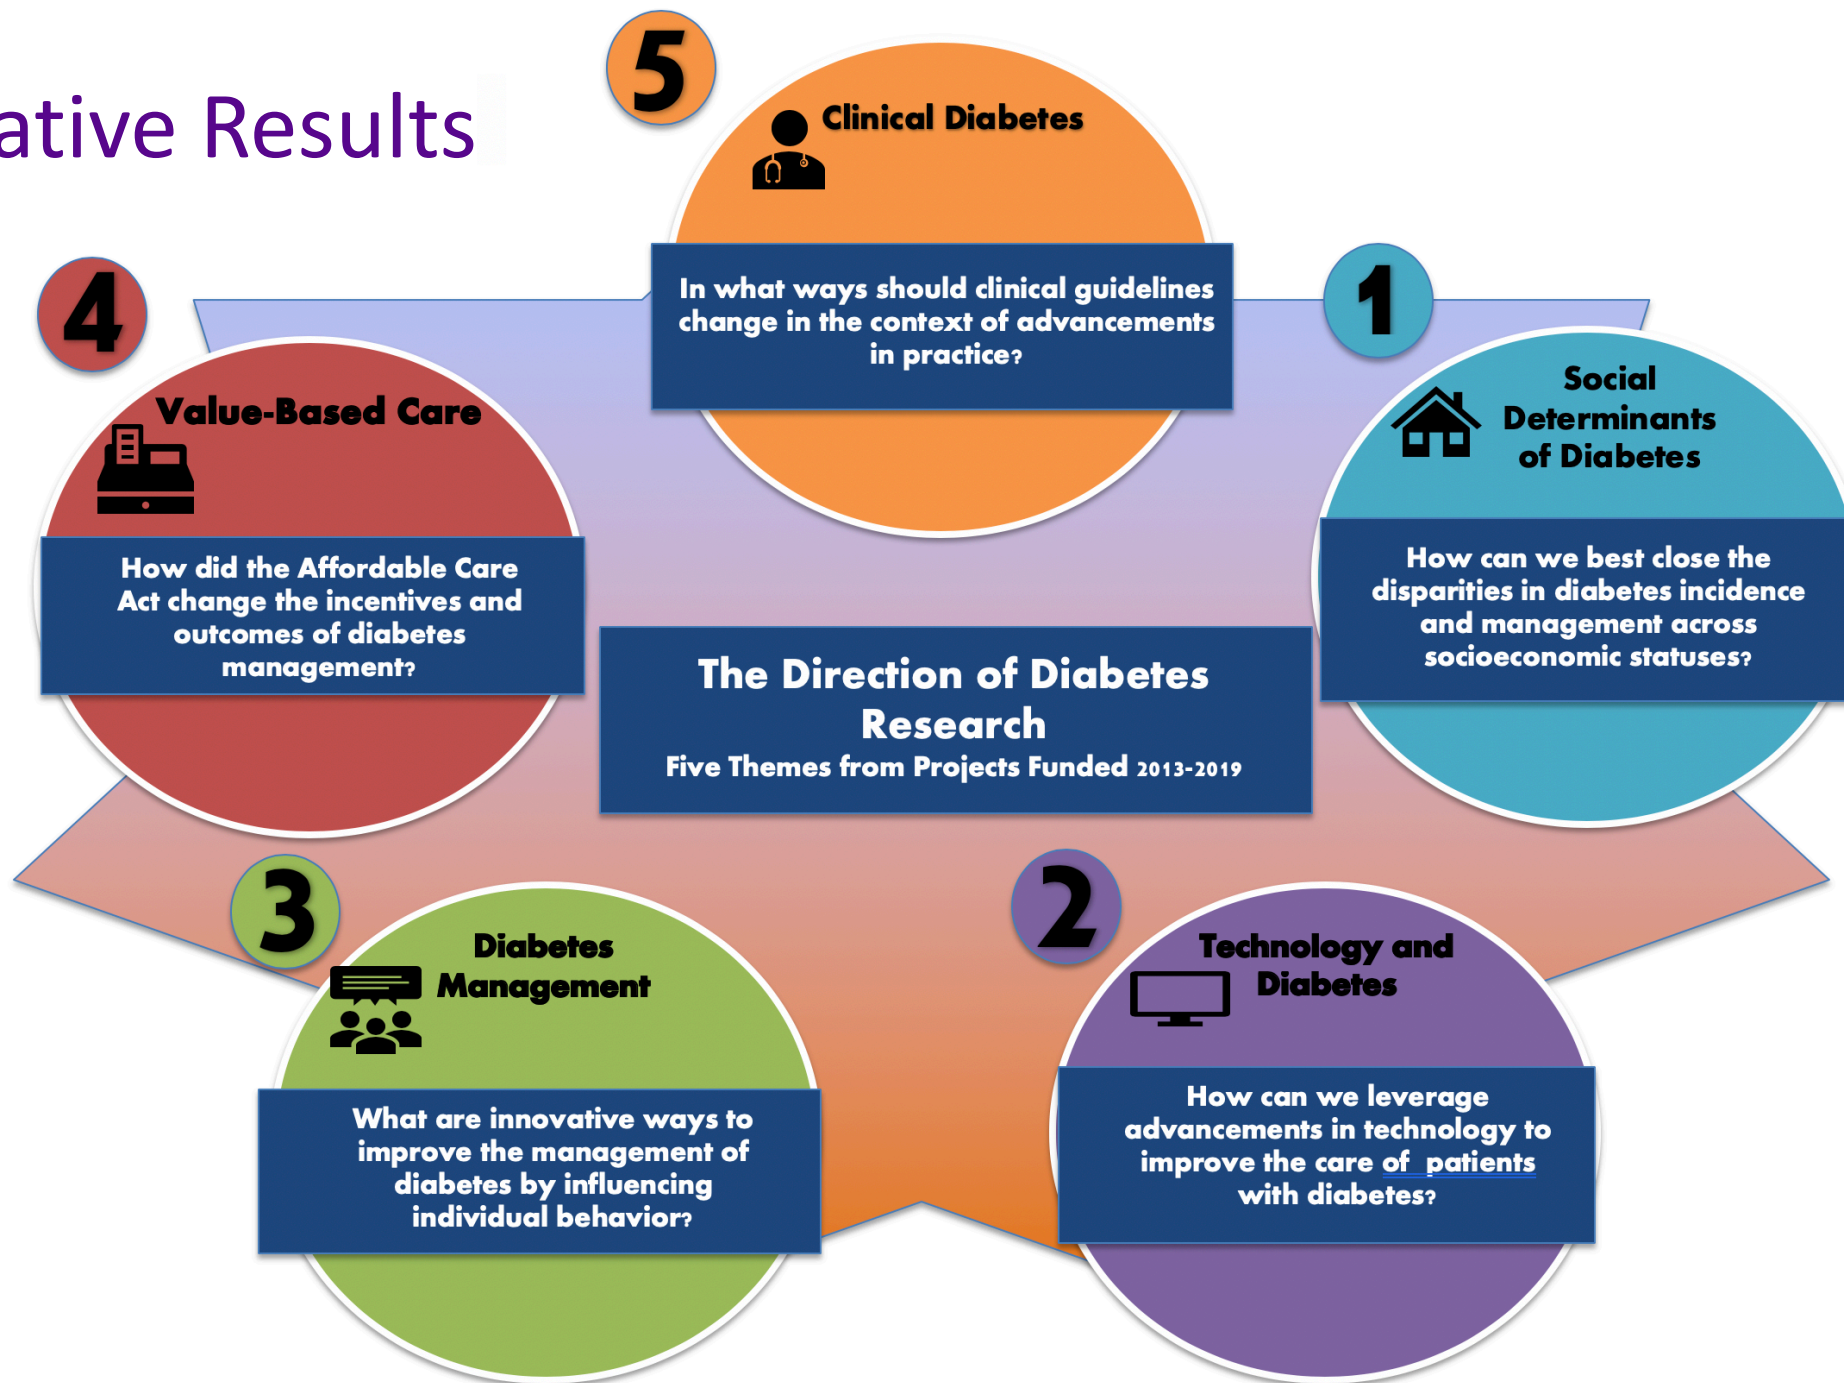 ative Results
5
Clinical Diabetes
In what ways should clinical guidelines
change in the context of advancements
in practice?
4
Value-Based Care
How did the Affordable Care
Act change the incentives and
outcomes of diabetes
management?
1
Social
Determinants
of Diabetes
How can we best close the
disparities in diabetes incidence
and management across
socioeconomic statuses?
The Direction of Diabetes
Research
Five Themes from Projects Funded 2013-2019
3
Diabetes
Management
What are innovative ways to
improve the management of
diabetes by influencing
individual behavior?
2
Technology and
Diabetes
How can we leverage
advancements in technology to
improve the care of  patients
with diabetes?